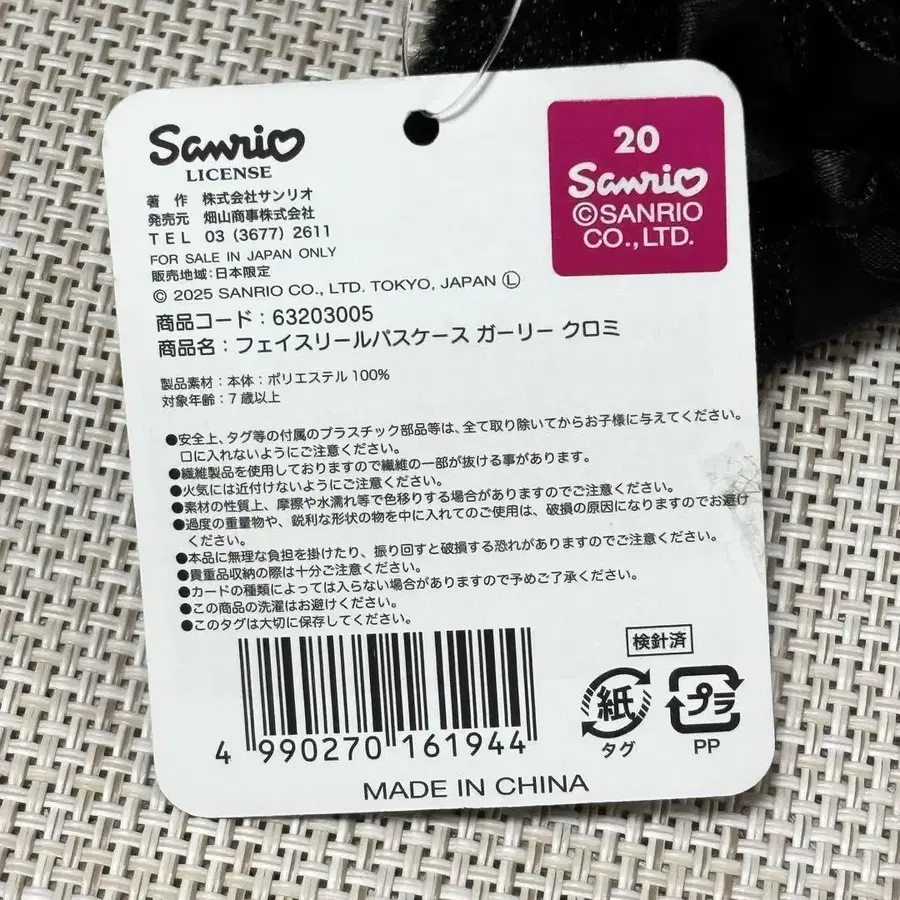 Sanrio
LICENSE
著 作 株式会社サンリオ
発売元 畑山商事株式会社
TEL 03 (3677) 2611
FOR SALE IN JAPAN ONLY
販売地域:日本限定
© 2025 SANRIO CO., LTD. TOKYO, JAPAN Ⓛ
商品コード : 63203005
商品名 : フェイスリールパスケース ガーリー クロミ
20
Sanrio
©SANRIO
CO.,LTD.
製品素材 : 本体 : ポリエステル 100%
対象年齢 : 7 歳以上
●安全上、タグ等の付属のプラスチック部品等は、全て取り除いてからお子様に与えてください。
口に入れないようにご注意ください。
●繊維製品を使用しておりますので繊維の一部が抜ける事があります。
●火気には近付けないようにご注意ください。
●素材の性質上、摩擦や水濡れ等で色移りする場合がありますのでご注意ください。
●過度の重量物や、鋭利な形状の物を中に入れてのご使用は、破損の原因になりますのでお避け
ください。
●本品に無理な負担を掛けたり、振り回すと破損する恐れがありますのでご注意ください。
●貴重品収納の際は十分ご注意ください。
●カードの種類によっては入らない場合がありますので予めご了承ください。
●この商品の洗濯はお避けください。
●このタグは大切に保存してください。
検針済
紙
タグ
プラ
PP
4 990270 161944
MADE IN CHINA